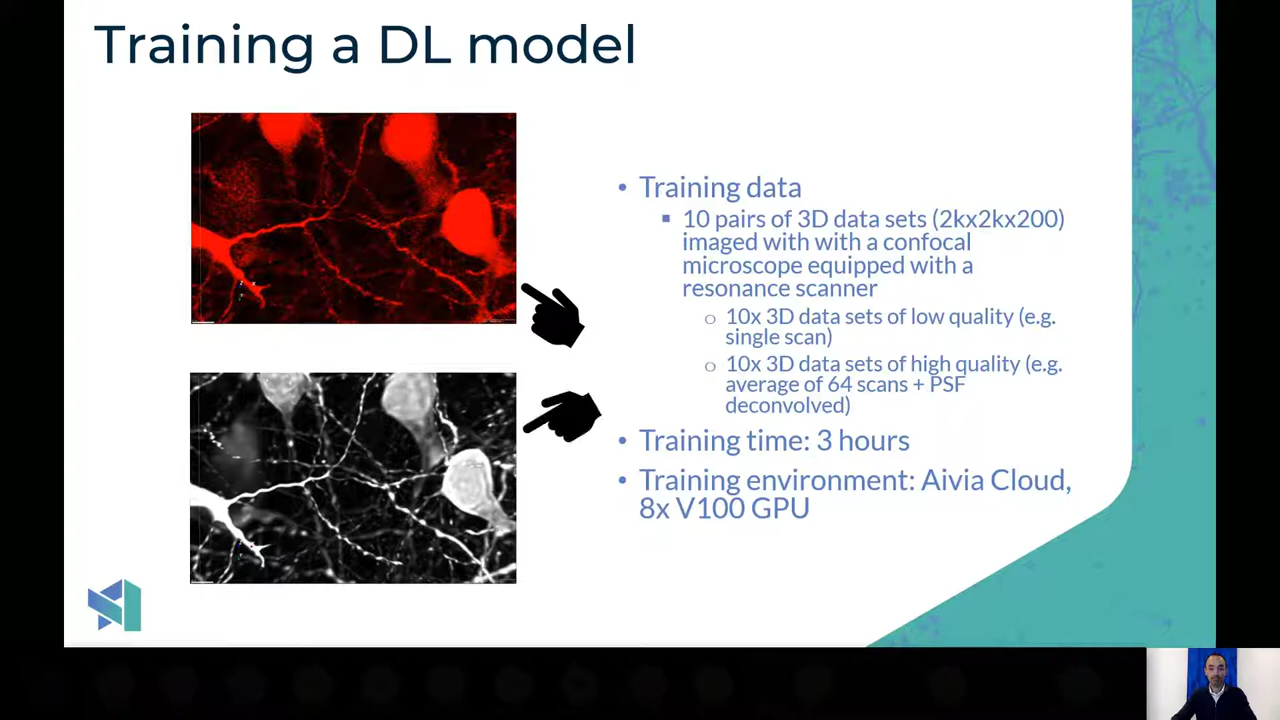 Training a DL model
• Training data
▪ 10 pairs of 3D data sets (2kx2kx200)
imaged with with a confocal
microscope equipped with a
resonance scanner
o 10x 3D data sets of low quality (e.g.
single scan)
o 10x 3D data sets of high quality (e.g.
average of 64 scans + PSF
deconvolved)
• Training time: 3 hours
• Training environment: Aivia Cloud,
8x V100 GPU